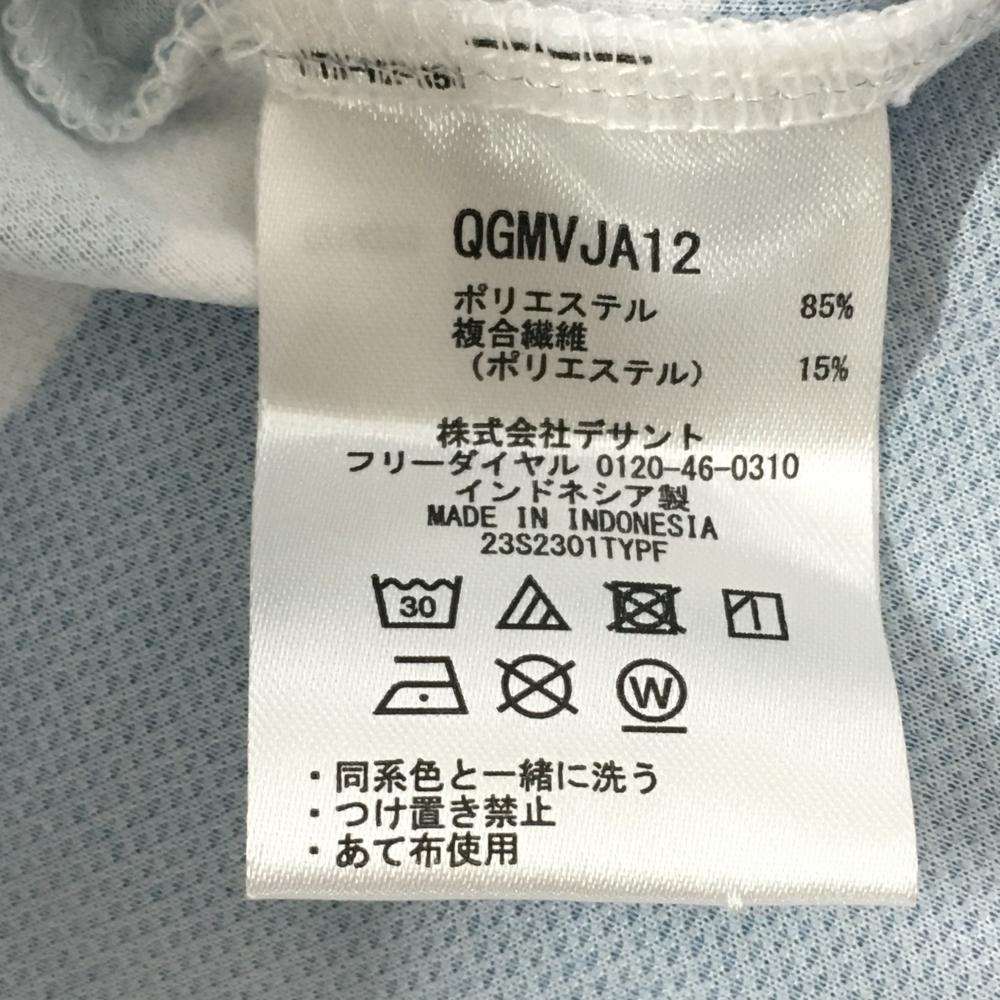 QGMVJA12
ポリエステル 85%
複合繊維
(ポリエステル) 15%
株式会社デサント
フリーダイヤル 0120-46-0310
インドネシア製
MADE IN INDONESIA
23S2301TYPF
30
W
・同系色と一緒に洗う
・つけ置き禁止
・あて布使用